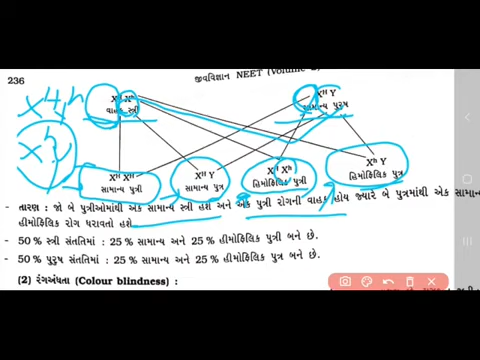 236
જીવવિજ્ઞાન NEET (Volume-
X^H X^h X^H Y
વાહક સ્ત્રી સામાન્ય પુરુષ
X^H X^h
X^h Y
X^H X^H X^H Y X^H X^h X^h Y
સામાન્ય પુત્રી સામાન્ય પુત્ર હિમોફિલિક પુત્રી હિમોફિલિક પુત્ર
- તારણ : જો બે પુત્રીઓમાંથી એક સામાન્ય સ્ત્રી હશે અને એક પુત્રી રોગની વાહક હોય જ્યારે બે પુત્રમાંથી એક સામાન્ય
હીમોફિલિક રોગ ધરાવતો હશે.
- 50 % સ્ત્રી સંતતિમાં : 25 % સામાન્ય અને 25 % હીમોફિલિક પુત્રી બને છે.
- 50 % પુરુષ સંતતિમાં : 25 % સામાન્ય અને 25 % હીમોફિલિક પુત્ર બને છે.
(2) રંગઅંધતા (Colour blindness) :